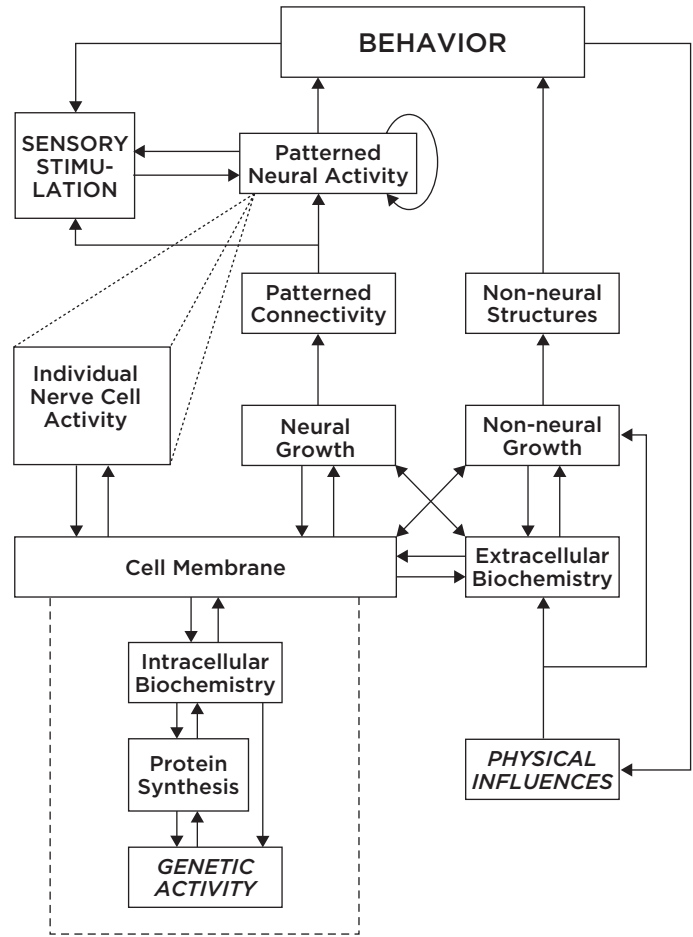 BEHAVIOR
SENSORY
STIMU-
LATION
Patterned
Neural Activity
Patterned
Connectivity
Non-neural
Structures
Individual
Nerve Cell
Activity
Neural
Growth
Non-neural
Growth
Cell Membrane
Extracellular
Biochemistry
Intracellular
Biochemistry
Protein
Synthesis
PHYSICAL
INFLUENCES
GENETIC
ACTIVITY